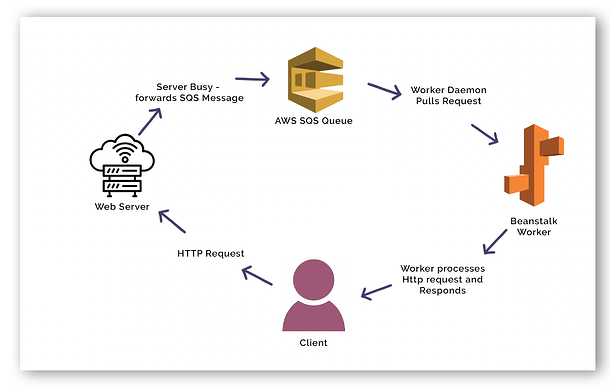 Server Busy -
forwards SQS Message
AWS SQS Queue
Worker Daemon
Pulls Request
Beanstalk
Worker
Worker processes
Http request and
Responds
Client
HTTP Request
Web Server